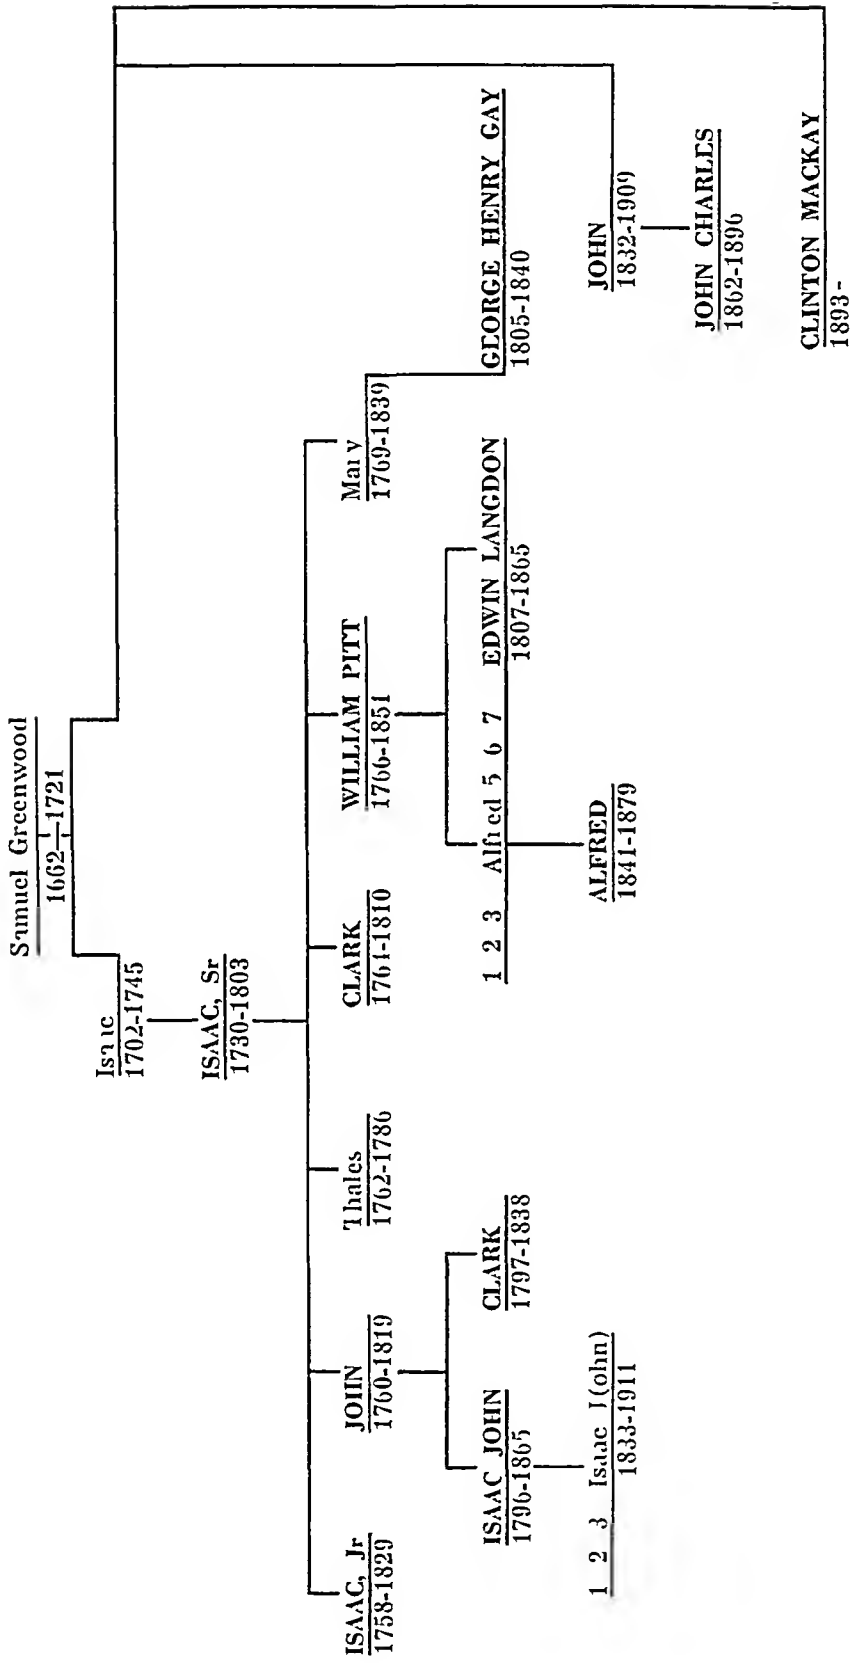 Samuel Greenwood
1662-1721
Isaac
1702-1745
ISAAC, Sr
1730-1803
ISAAC, Jr
1758-1829
JOHN
1760-1819
Thales
1762-1786
CLARK
1761-1810
WILLIAM PITT
1766-1851
Mary
1769-1839
ISAAC JOHN
1796-1865
CLARK
1797-1838
1 2 3 Alfred 5 6 7
EDWIN LANGDON
1807-1865
GEORGE HENRY GAY
1805-1840
1 2 3 Isaac J(ohn)
1833-1911
ALFRED
1841-1879
JOHN
1832-1909
JOHN CHARLES
1862-1896
CLINTON MACKAY
1893-